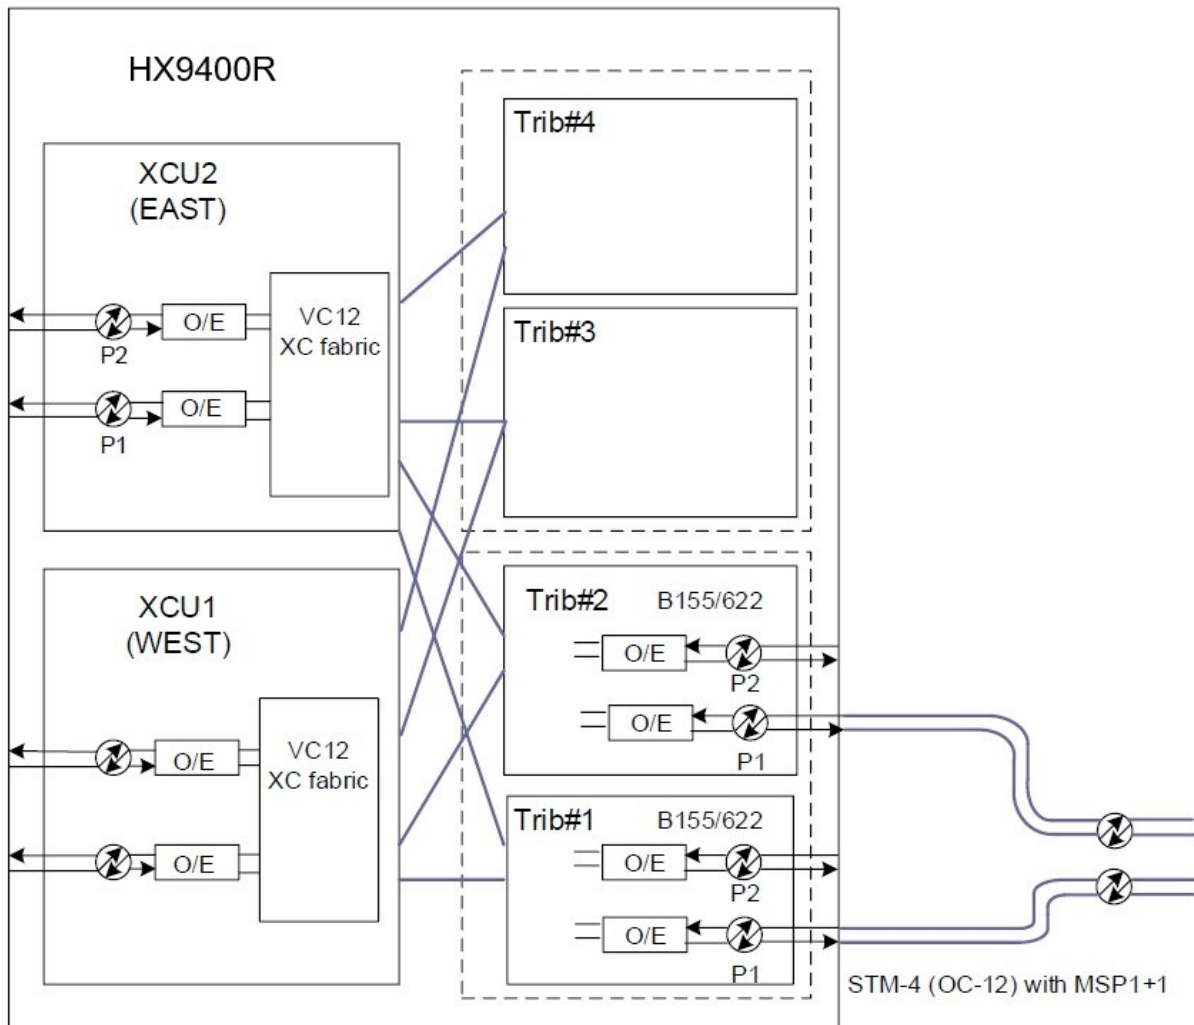 HX9400R
XCU2
(EAST)
O/E
P2
O/E
P1
VC12
XC fabric
XCU1
(WEST)
O/E
O/E
VC12
XC fabric
Trib#4
Trib#3
Trib#2 B155/622
O/E
P2
O/E
P1
Trib#1 B155/622
O/E
P2
O/E
P1
STM-4 (OC-12) with MSP1+1